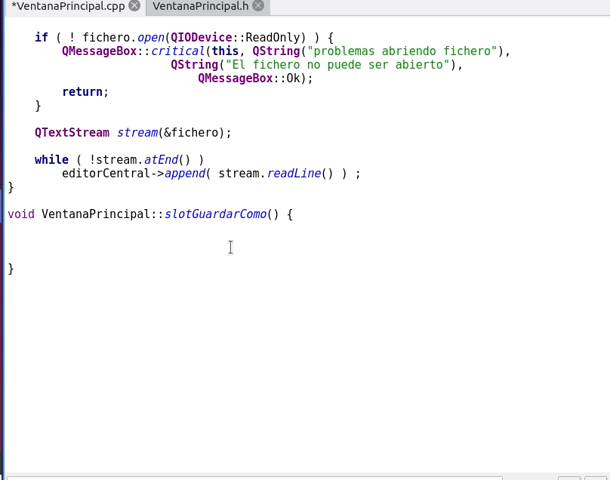 *VentanaPrincipal.cpp VentanaPrincipal.h
if ( ! fichero.open(QIODevice::ReadOnly) ) {
QMessageBox::critical(this, QString("problemas abriendo fichero"),
QString("El fichero no puede ser abierto"),
QMessageBox::Ok);
return;
}
QTextStream stream(&fichero);
while ( !stream.atEnd() )
editorCentral->append( stream.readLine() ) ;
}
void VentanaPrincipal::slotGuardarComo() {
}